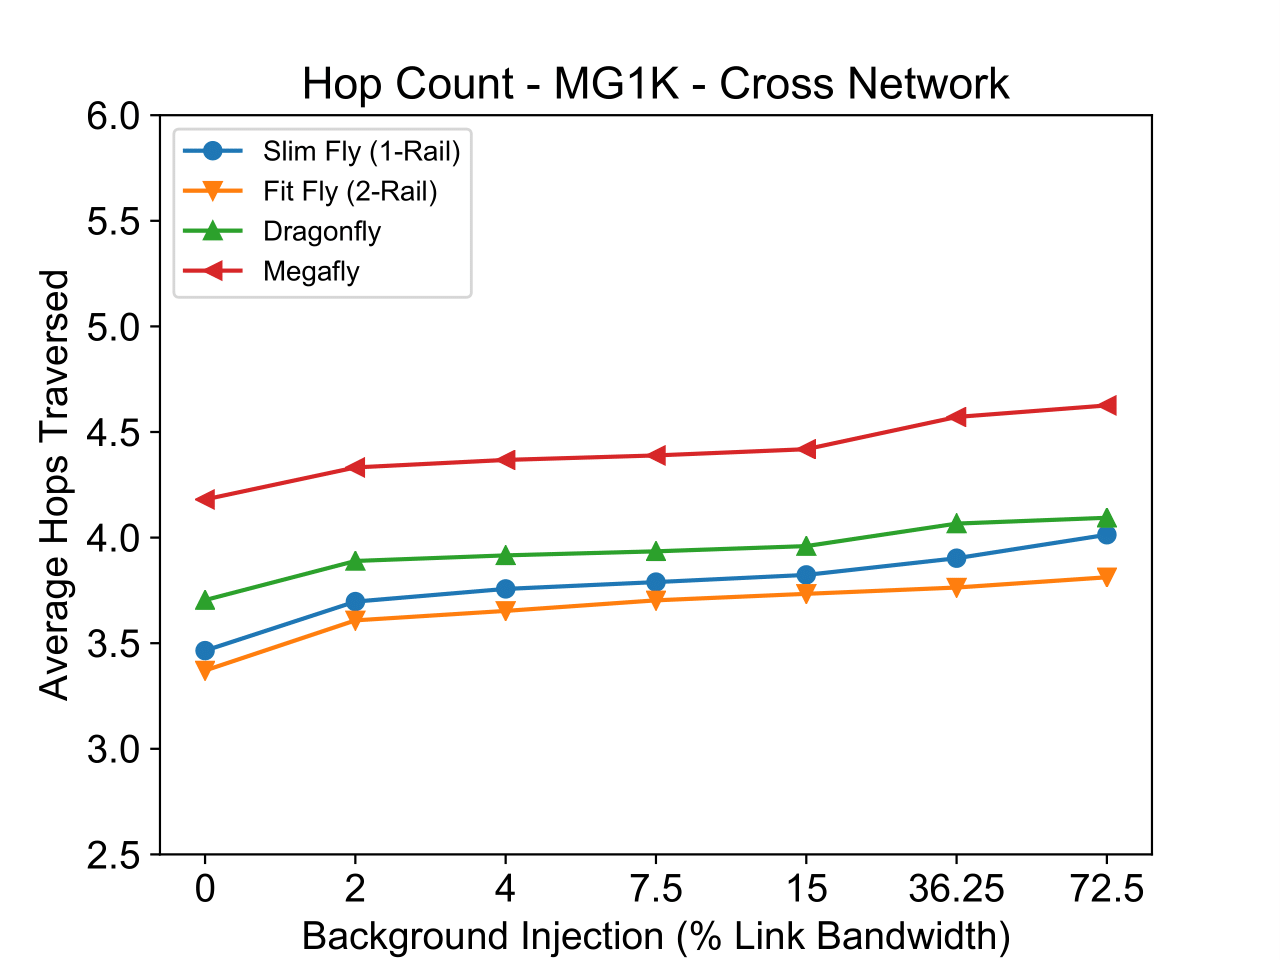 Hop Count - MG1K - Cross Network
6.0
5.5
5.0
4.5
4.0
3.5
3.0
2.5
Average Hops Traversed
Slim Fly (1-Rail)
Fit Fly (2-Rail)
Dragonfly
Megafly
0 2 4 7.5 15 36.25 72.5
Background Injection (% Link Bandwidth)